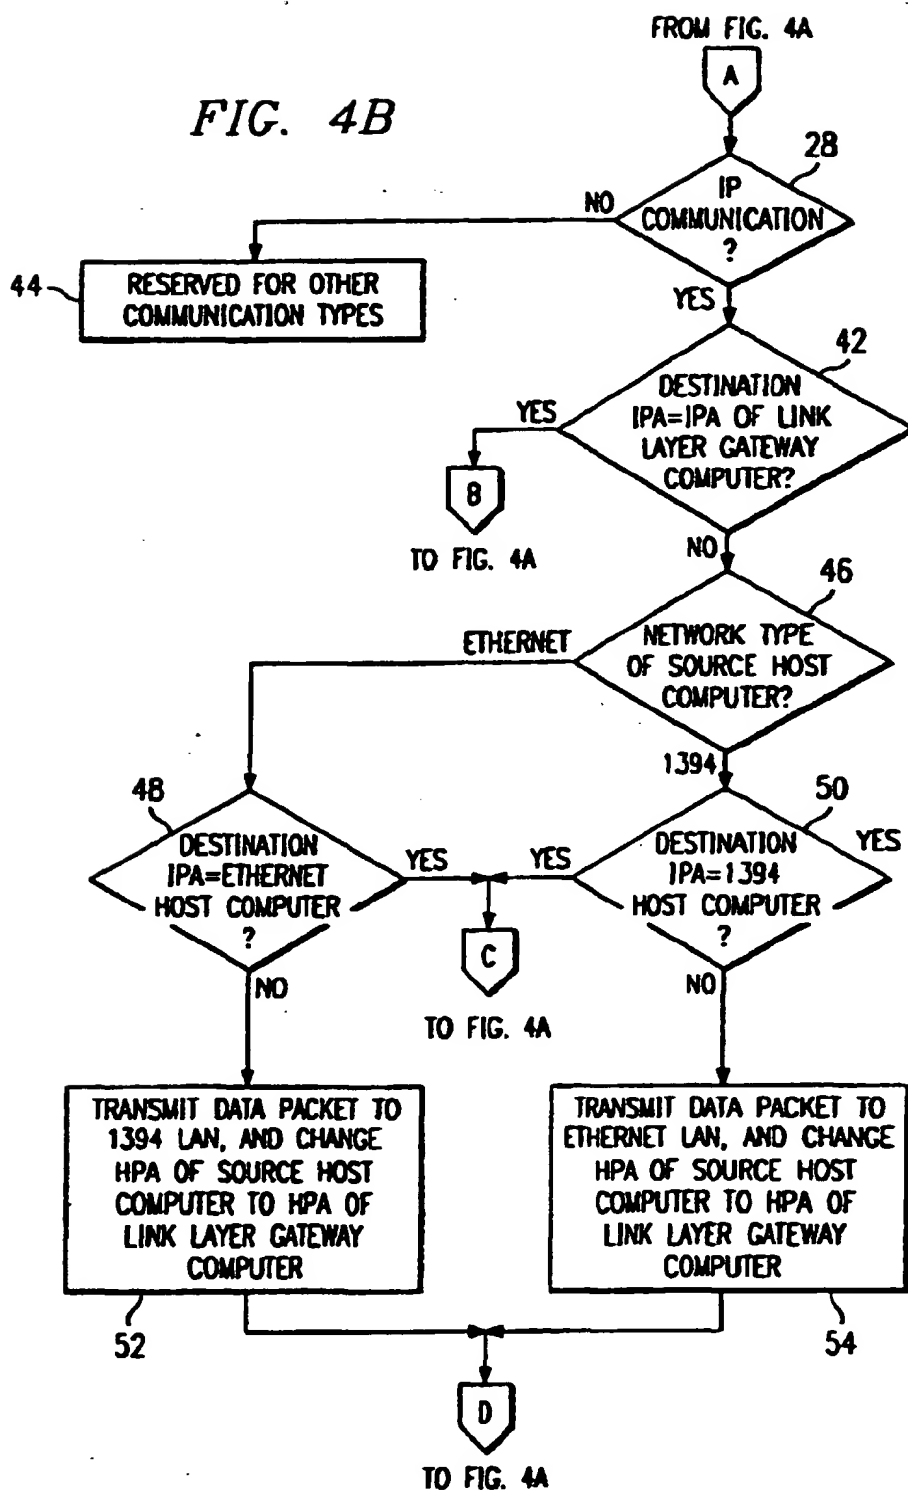 FROM FIG. 4A
A
FIG. 4B
28
IP
COMMUNICATION
?
NO
YES
44
RESERVED FOR OTHER
COMMUNICATION TYPES
42
DESTINATION
IPA=IPA OF LINK
LAYER GATEWAY
COMPUTER?
YES
B
TO FIG. 4A
NO
46
NETWORK TYPE
OF SOURCE HOST
COMPUTER?
ETHERNET
1394
48
DESTINATION
IPA=ETHERNET
HOST COMPUTER
?
YES
NO
50
DESTINATION
IPA=1394
HOST COMPUTER
?
YES
YES
NO
C
TO FIG. 4A
TRANSMIT DATA PACKET TO
1394 LAN, AND CHANGE
HPA OF SOURCE HOST
COMPUTER TO HPA OF
LINK LAYER GATEWAY
COMPUTER
52
TRANSMIT DATA PACKET TO
ETHERNET LAN, AND CHANGE
HPA OF SOURCE HOST
COMPUTER TO HPA OF
LINK LAYER GATEWAY
COMPUTER
54
D
TO FIG. 4A